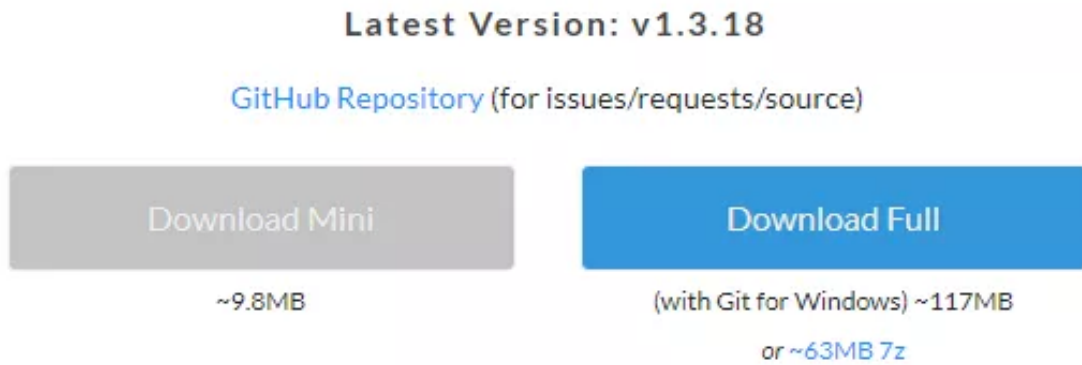 Latest Version: v1.3.18
GitHub Repository (for issues/requests/source)
Download Mini
Download Full
~9.8MB
(with Git for Windows) ~117MB
or ~63MB 7z